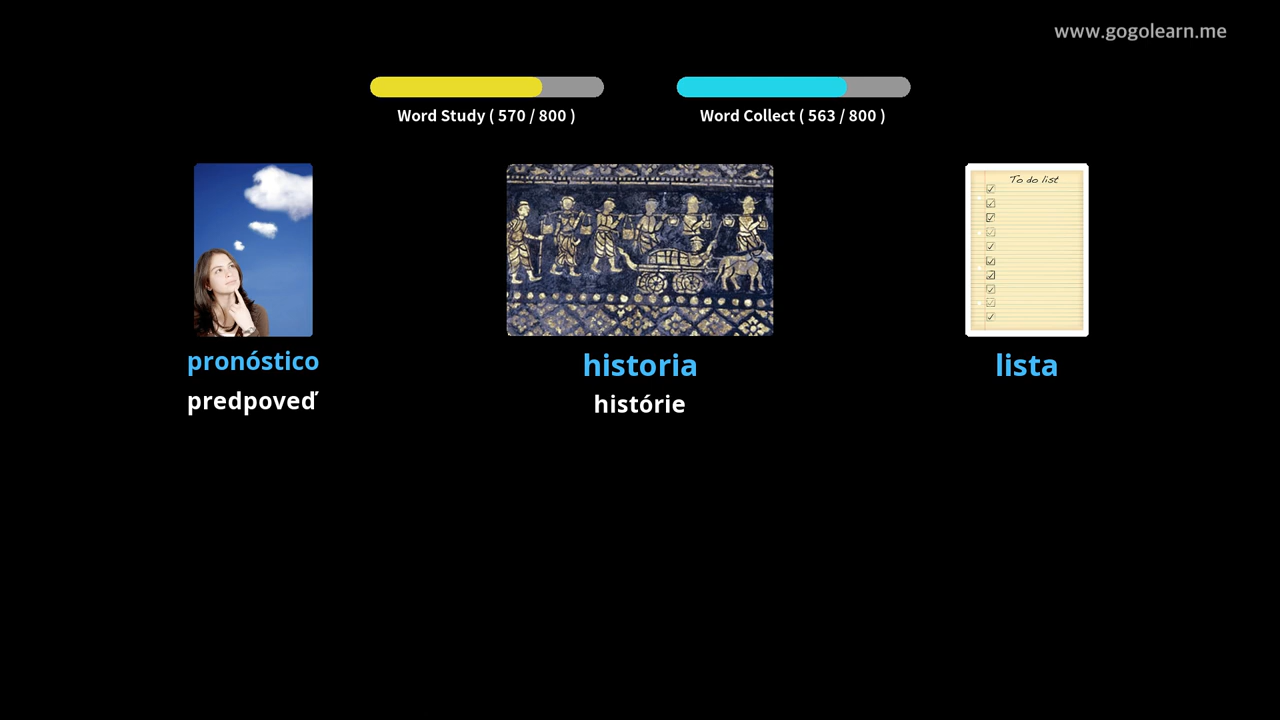 www.gogolearn.me
Word Study ( 570 / 800 )
Word Collect ( 563 / 800 )
To do list
pronóstico
historia
lista
predpoveď
histórie